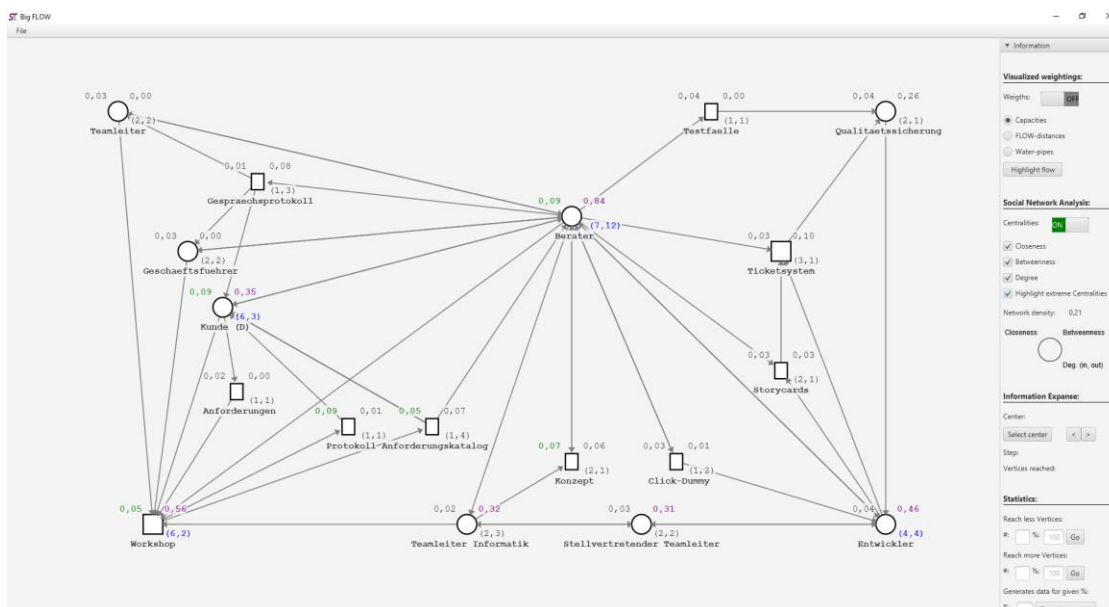 Big FLOW
File
0,03 0,00
(2,2)
Teamleiter
0,01 0,08
(1,3)
Gespraechsprotokoll
0,03 0,00
(2,2)
Geschaeftsfuehrer
0,09 0,35
(6,3)
Kunde (D)
0,02 0,00
(1,1)
Anforderungen
0,09 0,01
(1,1)
Protokoll
0,05 0,07
(1,4)
Anforderungskatalog
0,05 0,56
(6,2)
Workshop
0,09 0,84
(7,12)
Berater
0,04 0,00
(1,1)
Testfaelle
0,04 0,26
(2,1)
Qualitaetssicherung
0,03 0,10
(3,1)
Ticketsystem
0,03 0,03
(2,1)
Storycards
0,07 0,06
(2,1)
Konzept
0,03 0,01
(1,2)
Click-Dummy
0,02 0,32
(2,3)
Teamleiter Informatik
0,03 0,31
(2,2)
Stellvertretender Teamleiter
0,04 0,46
(4,4)
Entwickler
Information
Visualized weightings:
Weigths: OFF
Capacities
FLOW-distances
Water-pipes
Highlight flow
Social Network Analysis:
Centralities: ON
Closeness
Betweenness
Degree
Highlight extreme Centralities
Network density: 0,21
Closeness Betweenness
Deg. (in, out)
Information Expanse:
Center:
Select center < >
Step:
Vertices reached:
Statistics:
Reach less Vertices:
#: %: 100 Go
Reach more Vertices:
#: %: 100 Go
Generates data for given %: